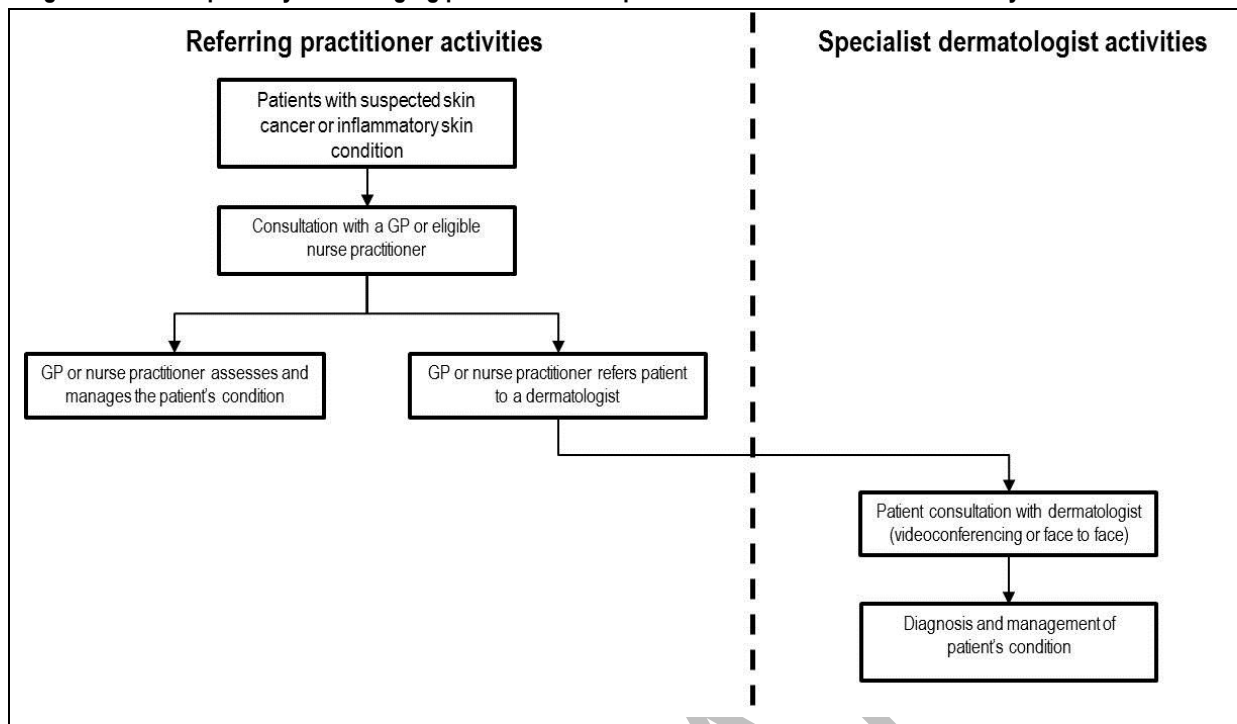 Referring practitioner activities
Specialist dermatologist activities
Patients with suspected skin
cancer or inflammatory skin
condition
Consultation with a GP or eligible
nurse practitioner
GP or nurse practitioner assesses and
manages the patient's condition
GP or nurse practitioner refers patient
to a dermatologist
Patient consultation with dermatologist
(videoconferencing or face to face)
Diagnosis and management of
patient's condition